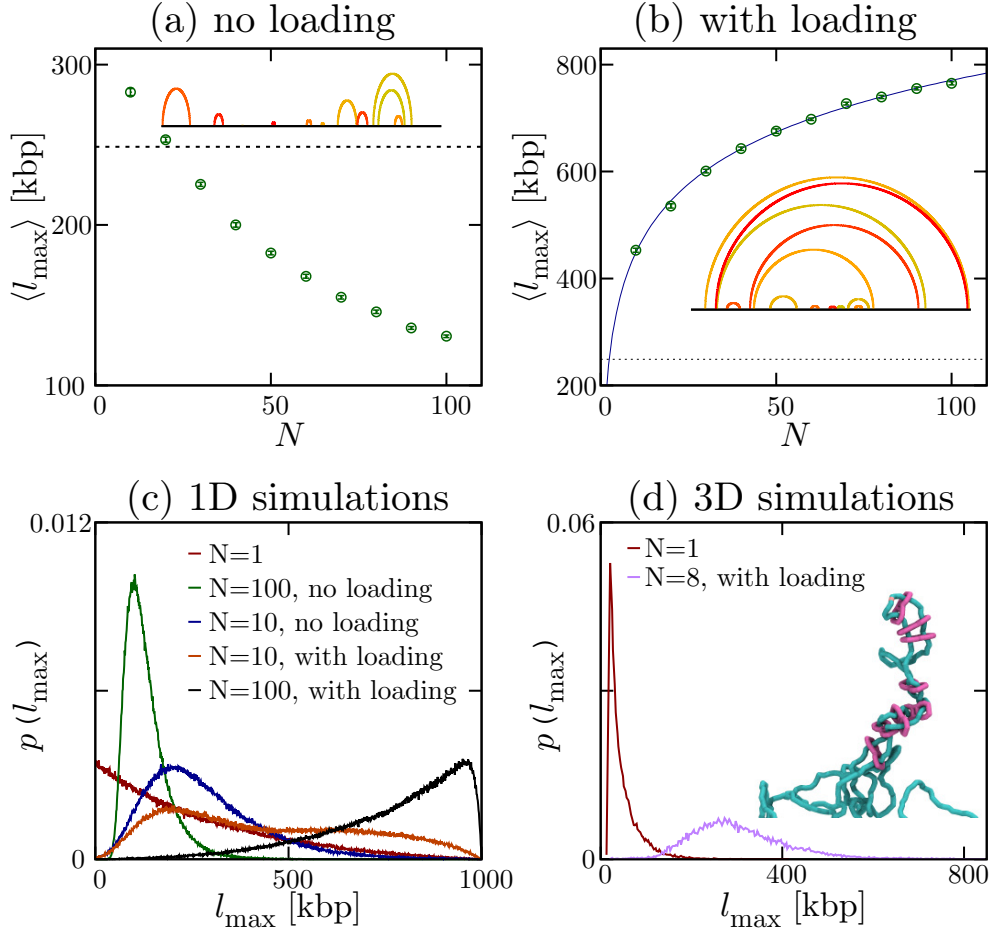 (a) no loading
300
200
100
⟨l_max⟩ [kbp]
0 50 100
N
(b) with loading
800
600
400
200
⟨l_max⟩ [kbp]
0 50 100
N
(c) 1D simulations
0.012
0
p (l_max)
N=1
N=100, no loading
N=10, no loading
N=10, with loading
N=100, with loading
0 500 1000
l_max [kbp]
(d) 3D simulations
0.06
0
p (l_max)
N=1
N=8, with loading
0 400 800
l_max [kbp]